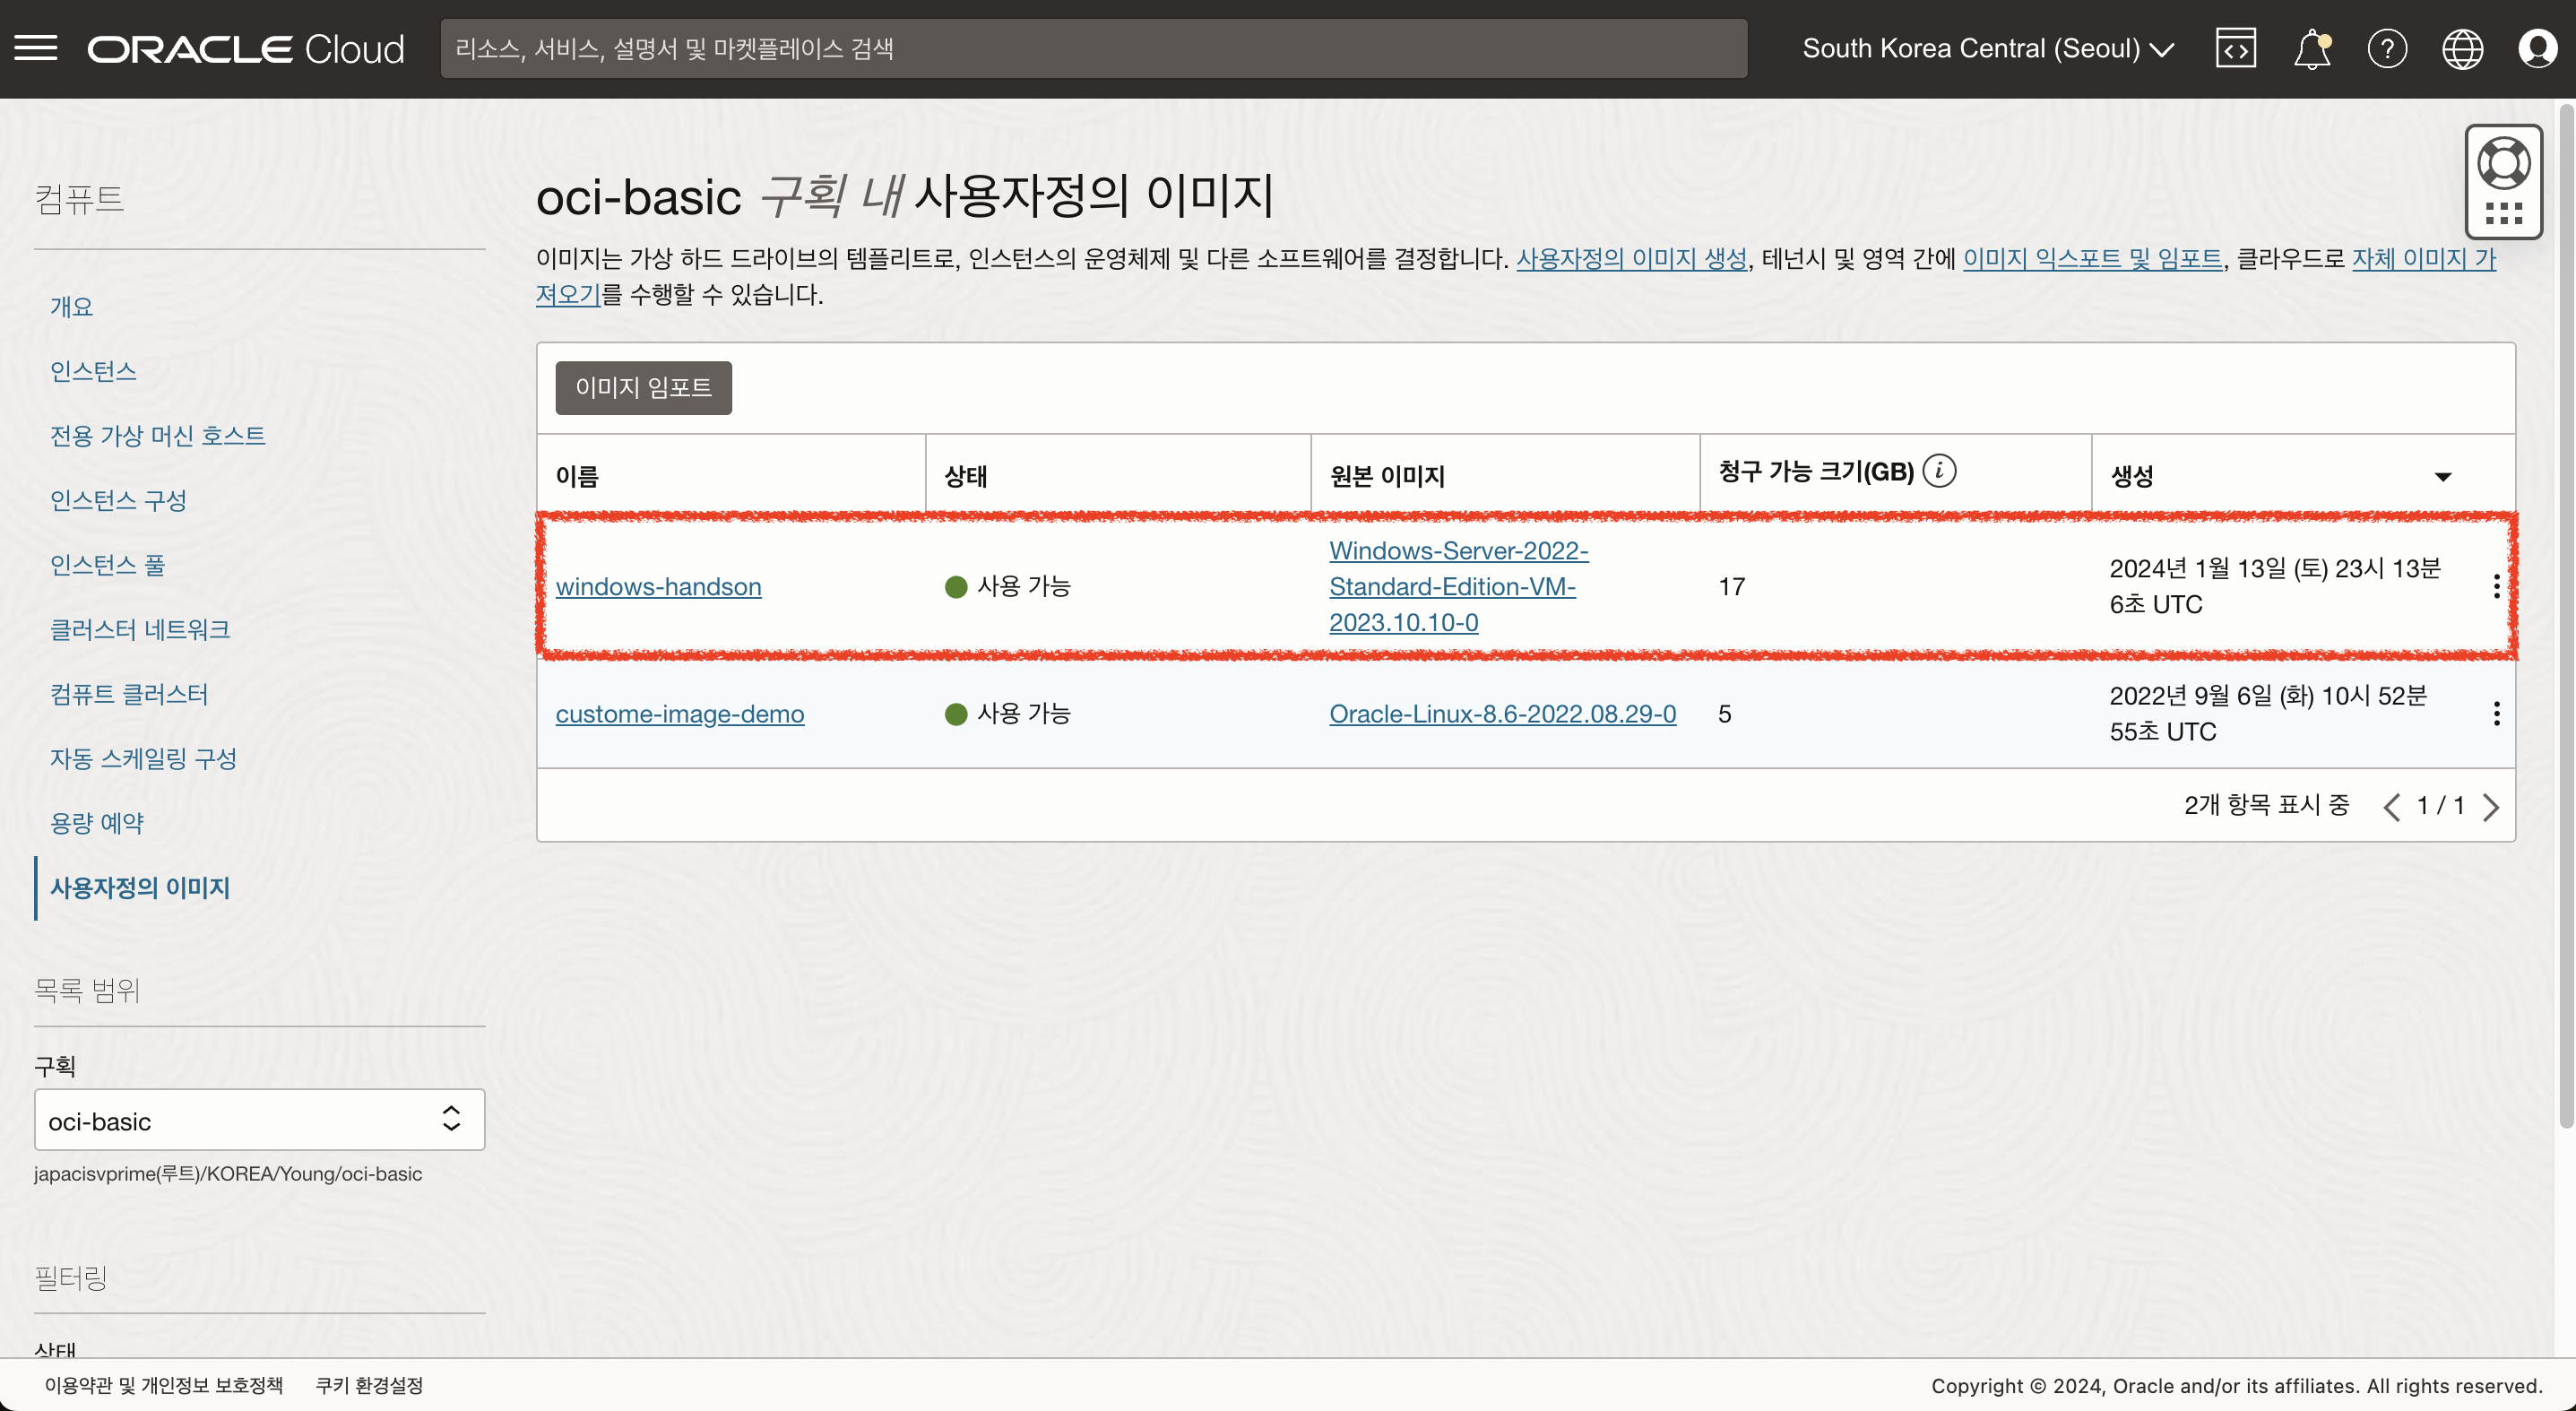 ORACLE Cloud
리소스, 서비스, 설명서 및 마켓플레이스 검색
South Korea Central (Seoul)
컴퓨트
개요
인스턴스
전용 가상 머신 호스트
인스턴스 구성
인스턴스 풀
클러스터 네트워크
컴퓨트 클러스터
자동 스케일링 구성
용량 예약
사용자정의 이미지
목록 범위
구획
oci-basic
japacisvprime(루트)/KOREA/Young/oci-basic
필터링
상태
oci-basic 구획 내 사용자정의 이미지
이미지는 가상 하드 드라이브의 템플리트로, 인스턴스의 운영체제 및 다른 소프트웨어를 결정합니다. 사용자정의 이미지 생성, 테넌시 및 영역 간에 이미지 익스포트 및 임포트, 클라우드로 자체 이미지 가
져오기를 수행할 수 있습니다.
이미지 임포트
이름 상태 원본 이미지 청구 가능 크기(GB) i 생성
windows-handson 사용 가능 Windows-Server-2022-
Standard-Edition-VM-
2023.10.10-0 17 2024년 1월 13일 (토) 23시 13분
6초 UTC
custome-image-demo 사용 가능 Oracle-Linux-8.6-2022.08.29-0 5 2022년 9월 6일 (화) 10시 52분
55초 UTC
2개 항목 표시 중 1 / 1
이용약관 및 개인정보 보호정책 쿠키 환경설정
Copyright © 2024, Oracle and/or its affiliates. All rights reserved.